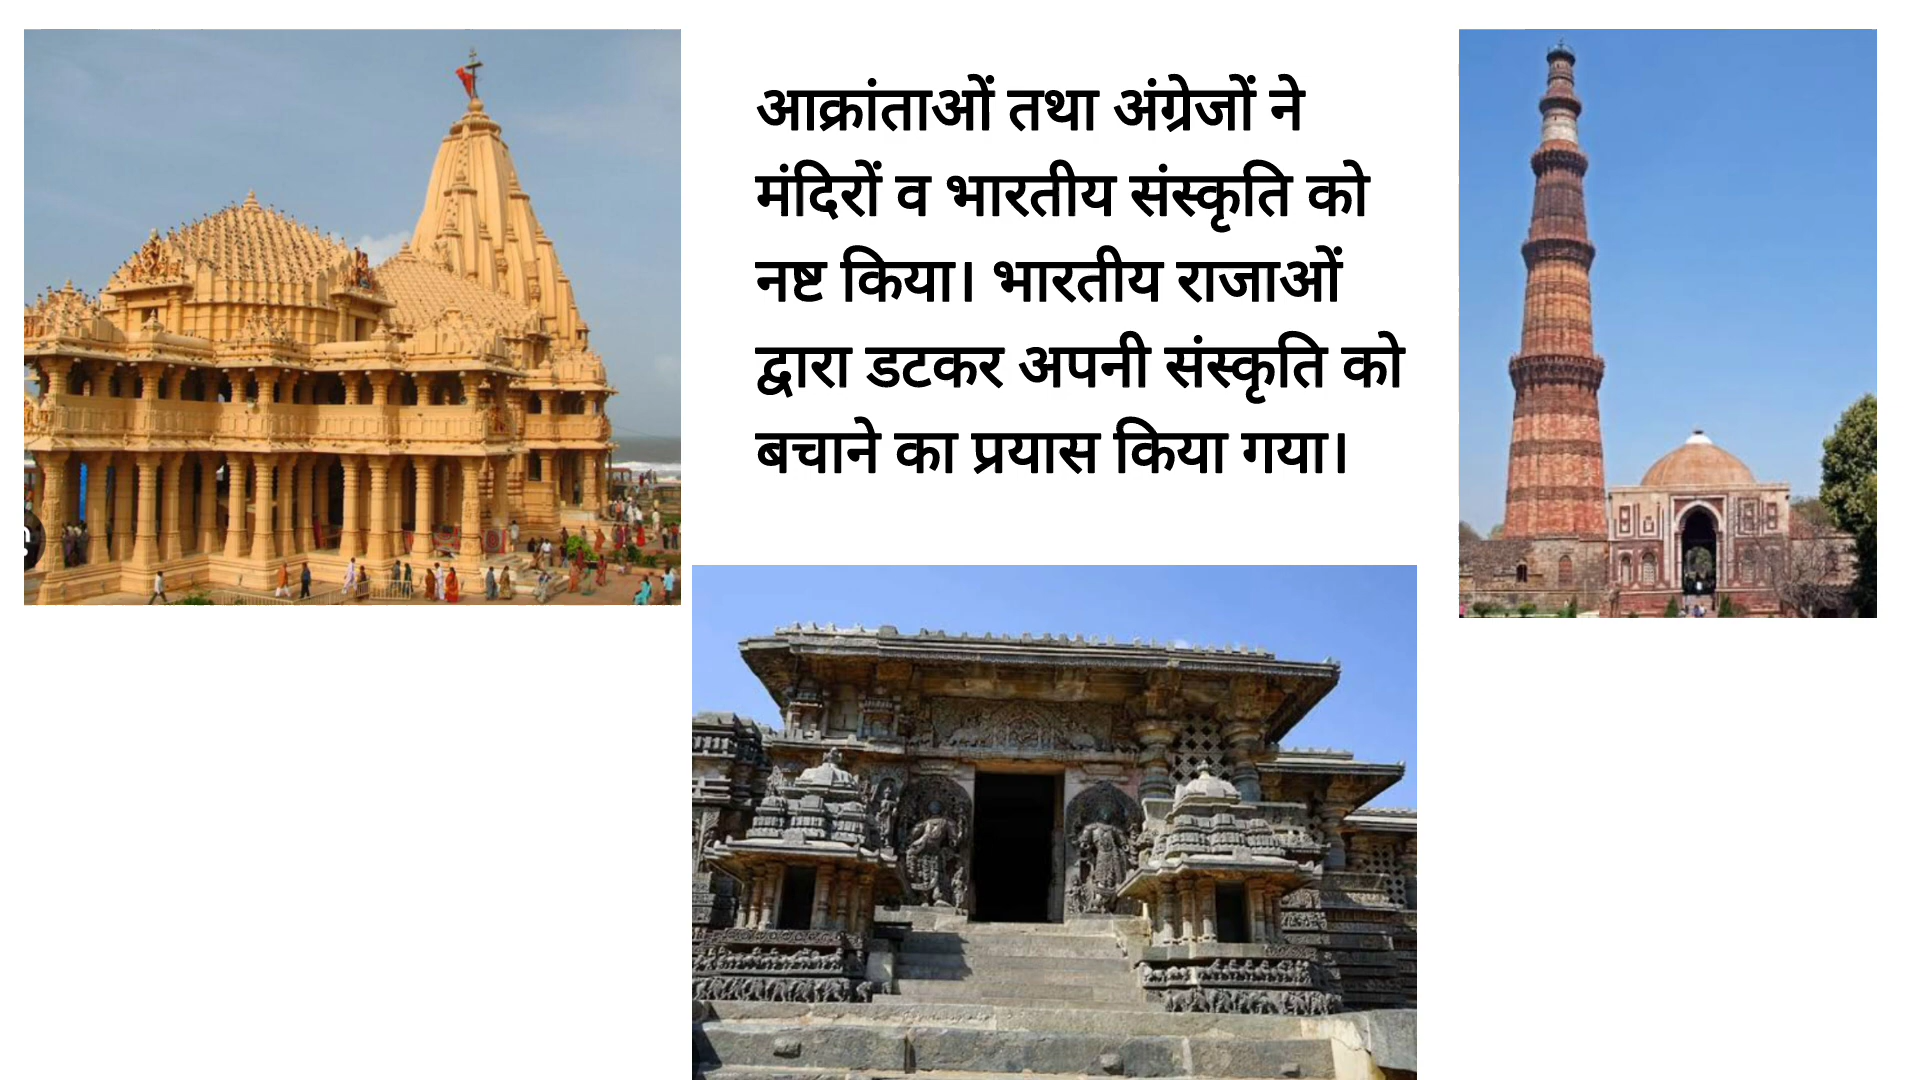 आक्रांताओं तथा अंग्रेजों ने
मंदिरों व भारतीय संस्कृति को
नष्ट किया। भारतीय राजाओं
द्वारा डटकर अपनी संस्कृति को
बचाने का प्रयास किया गया।